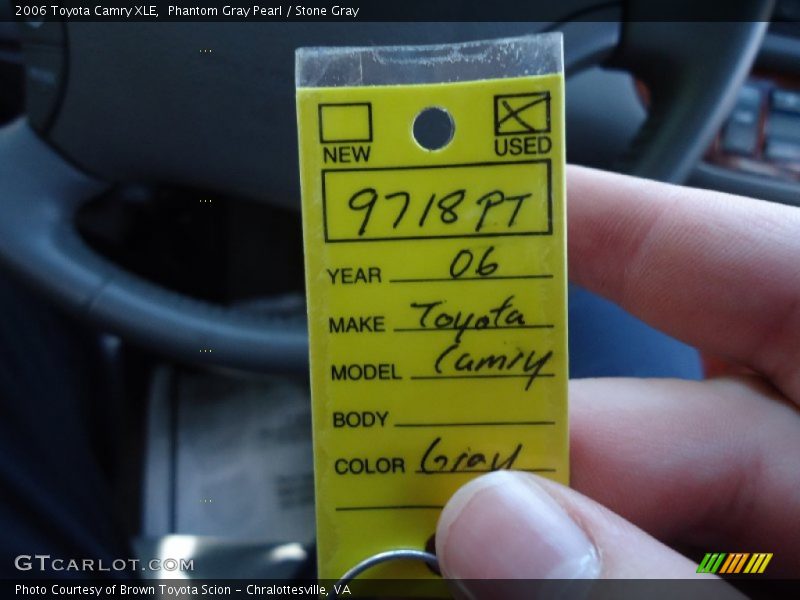 2006 Toyota Camry XLE,  Phantom Gray Pearl / Stone Gray
NEW USED
9718PT
YEAR 06
MAKE Toyota
MODEL Camry
BODY
COLOR Gray
GTCARLOT.COM
Photo Courtesy of Brown Toyota Scion - Chralottesville, VA